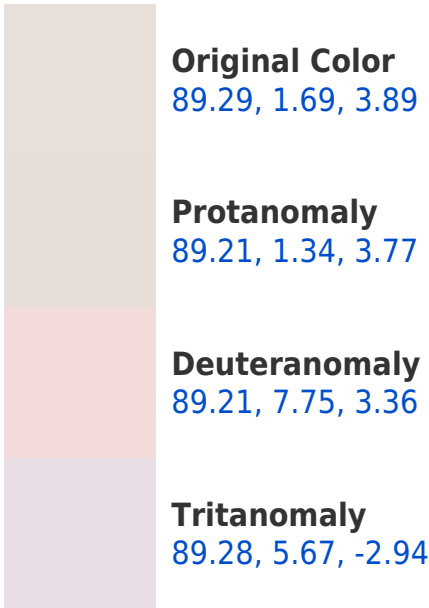 Original Color
89.29, 1.69, 3.89
Protanomaly
89.21, 1.34, 3.77
Deuteranomaly
89.21, 7.75, 3.36
Tritanomaly
89.28, 5.67, -2.94